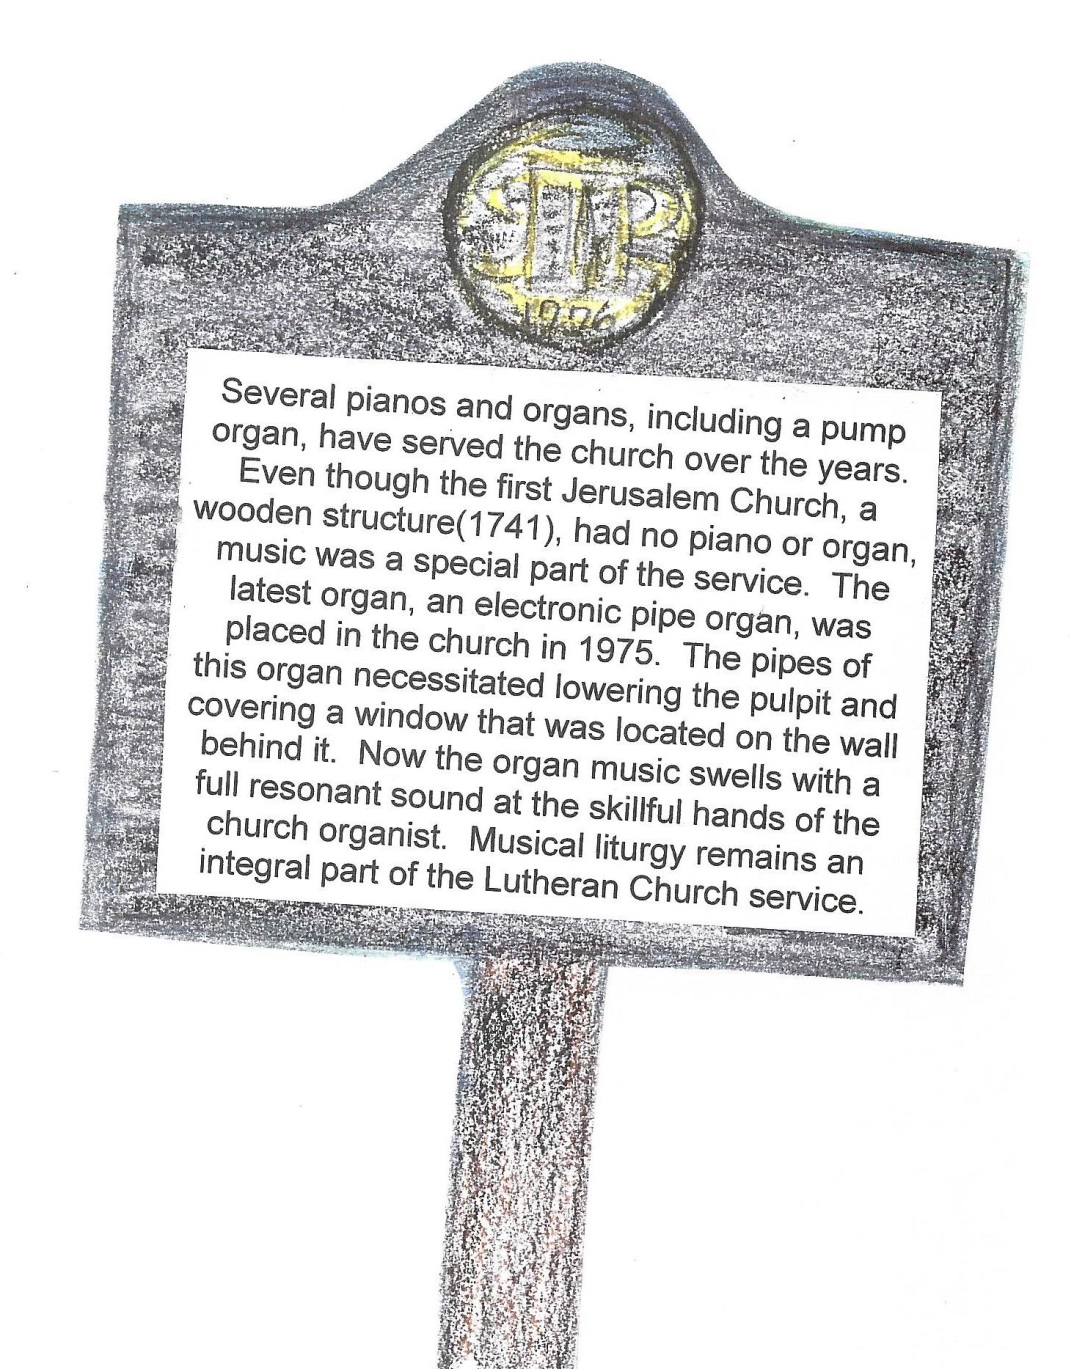 1996
Several pianos and organs, including a pump
organ, have served the church over the years.
Even though the first Jerusalem Church, a
wooden structure(1741), had no piano or organ,
music was a special part of the service.  The
latest organ, an electronic pipe organ, was
placed in the church in 1975.  The pipes of
this organ necessitated lowering the pulpit and
covering a window that was located on the wall
behind it.  Now the organ music swells with a
full resonant sound at the skillful hands of the
church organist.  Musical liturgy remains an
integral part of the Lutheran Church service.